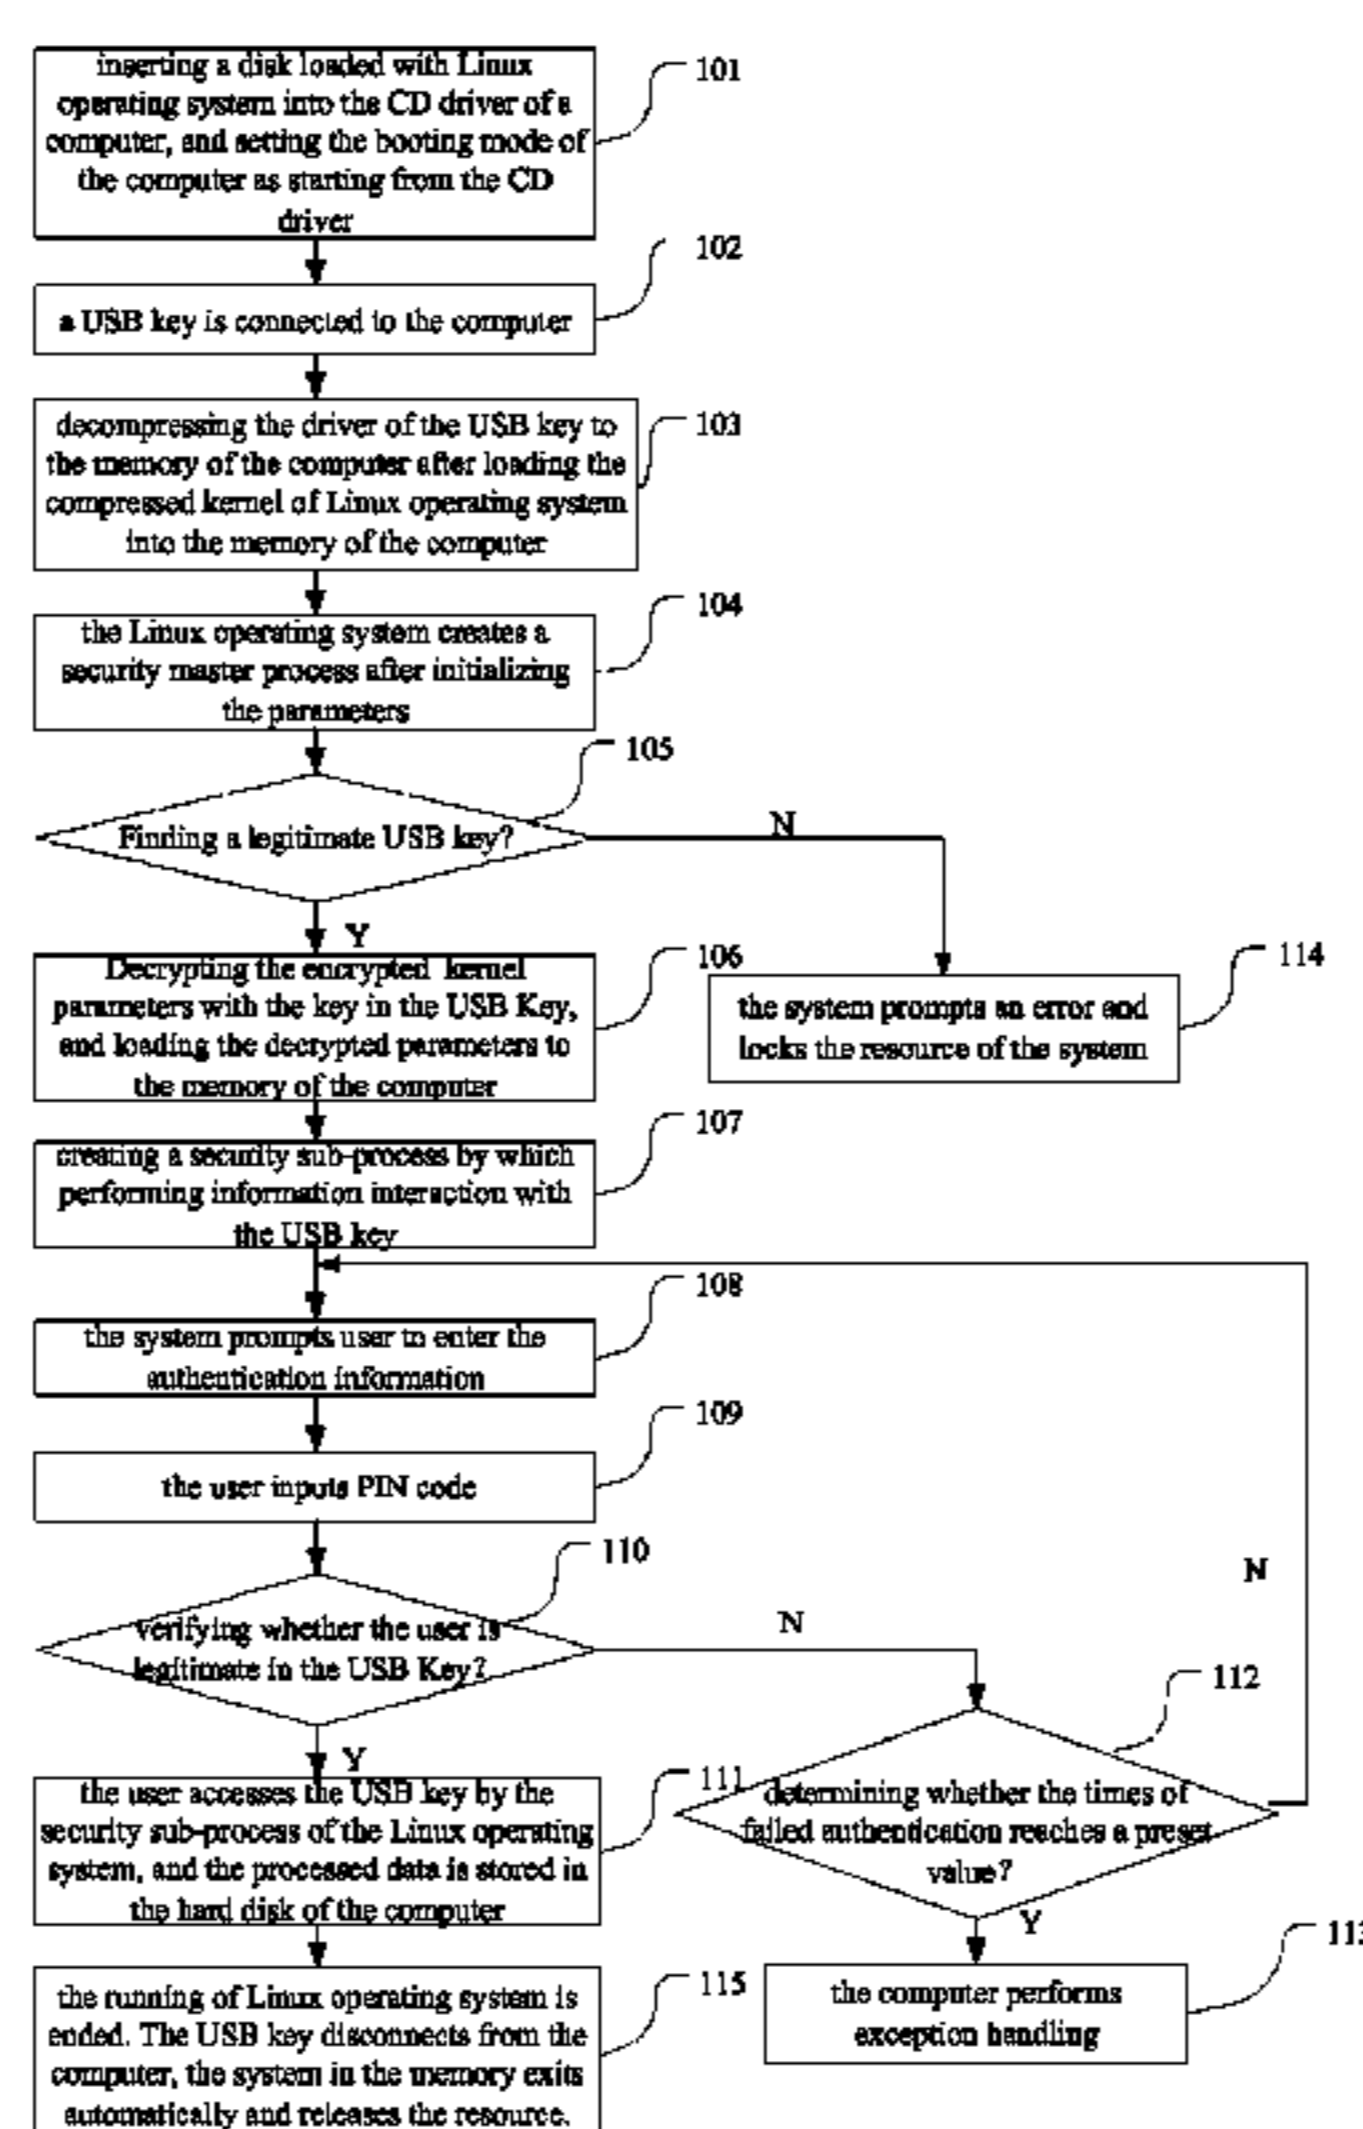 inserting a disk loaded with Linux
operating system into the CD driver of a
computer, and setting the booting mode of
the computer as starting from the CD
driver
101
a USB key is connected to the computer
102
decompressing the driver of the USB key to
the memory of the computer after loading the
compressed kernel of Linux operating system
into the memory of the computer
103
the Linux operating system creates a
security master process after initializing
the parameters
104
Finding a legitimate USB key?
105
N
Y
Decrypting the encrypted kernel
parameters with the key in the USB Key,
and loading the decrypted parameters to
the memory of the computer
106
the system prompts an error and
locks the resource of the system
114
creating a security sub-process by which
performing information interaction with
the USB key
107
the system prompts user to enter the
authentication information
108
the user inputs PIN code
109
verifying whether the user is
legitimate in the USB Key?
110
N
N
Y
the user accesses the USB key by the
security sub-process of the Linux operating
system, and the processed data is stored in
the hard disk of the computer
111
determining whether the times of
failed authentication reaches a preset
value?
112
Y
the computer performs
exception handling
113
the running of Linux operating system is
ended. The USB key disconnects from the
computer, the system in the memory exits
automatically and releases the resource.
115